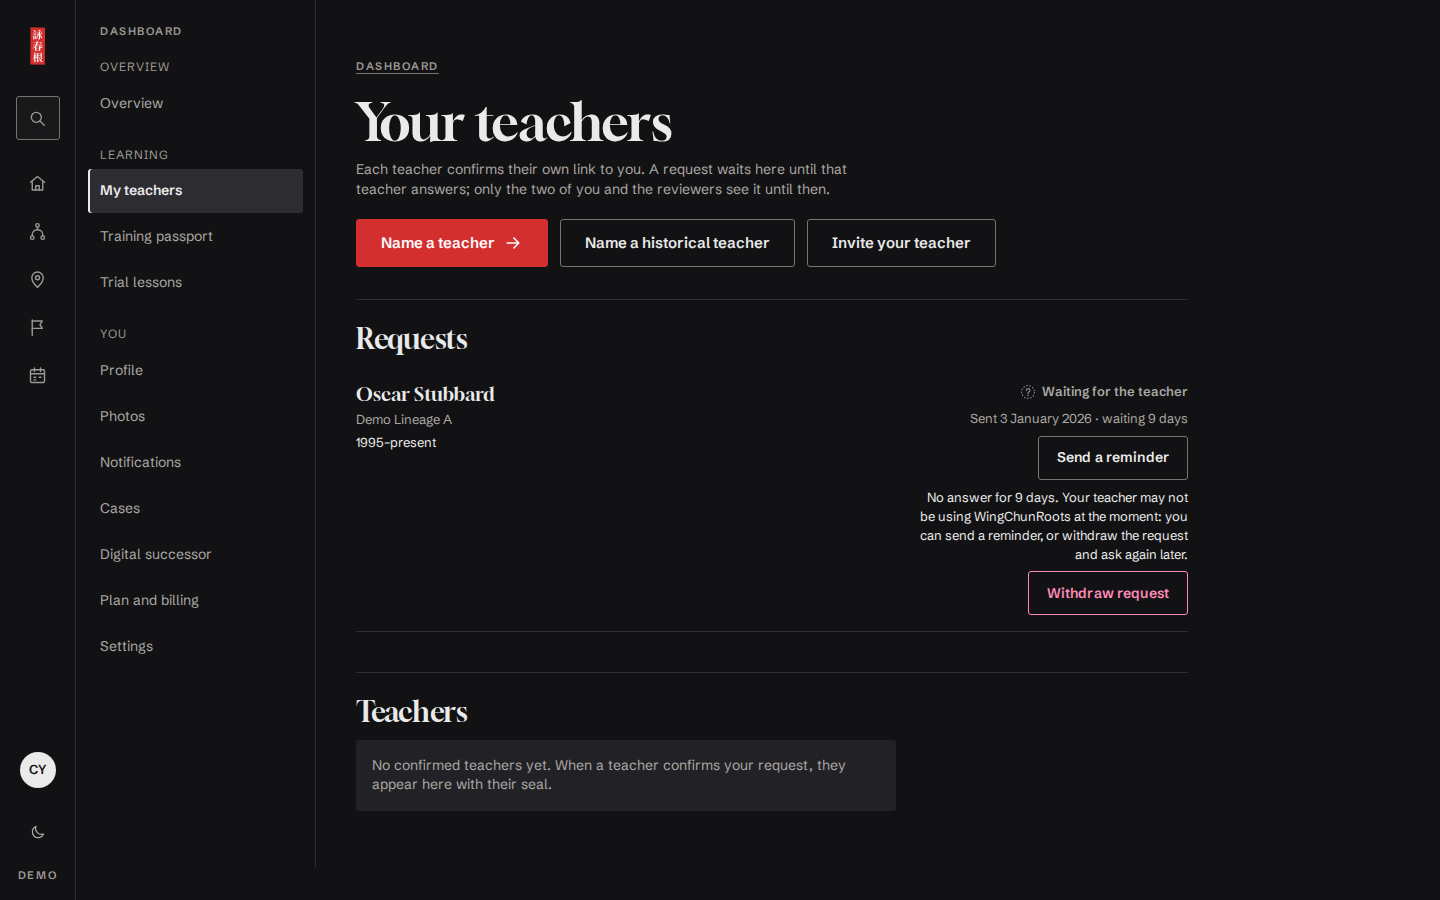 詠春根
DASHBOARD
OVERVIEW
Overview
LEARNING
My teachers
Training passport
Trial lessons
YOU
Profile
Photos
Notifications
Cases
Digital successor
Plan and billing
Settings
CY
DEMO
DASHBOARD
Your teachers
Each teacher confirms their own link to you. A request waits here until that
teacher answers; only the two of you and the reviewers see it until then.
Name a teacher →
Name a historical teacher
Invite your teacher
Requests
Oscar Stubbard
Demo Lineage A
1995–present
Waiting for the teacher
Sent 3 January 2026 · waiting 9 days
Send a reminder
No answer for 9 days. Your teacher may not
be using WingChunRoots at the moment: you
can send a reminder, or withdraw the request
and ask again later.
Withdraw request
Teachers
No confirmed teachers yet. When a teacher confirms your request, they
appear here with their seal.